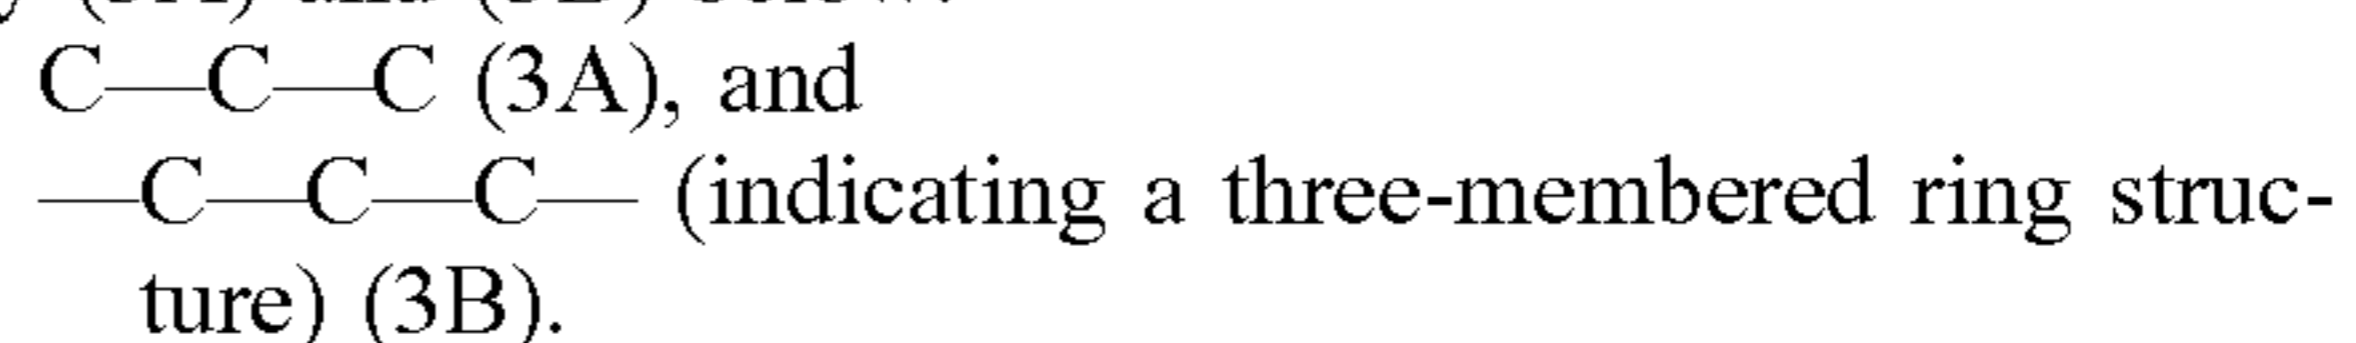 C—C—C (3A), and
—C—C—C— (indicating a three-membered ring struc-
ture) (3B).